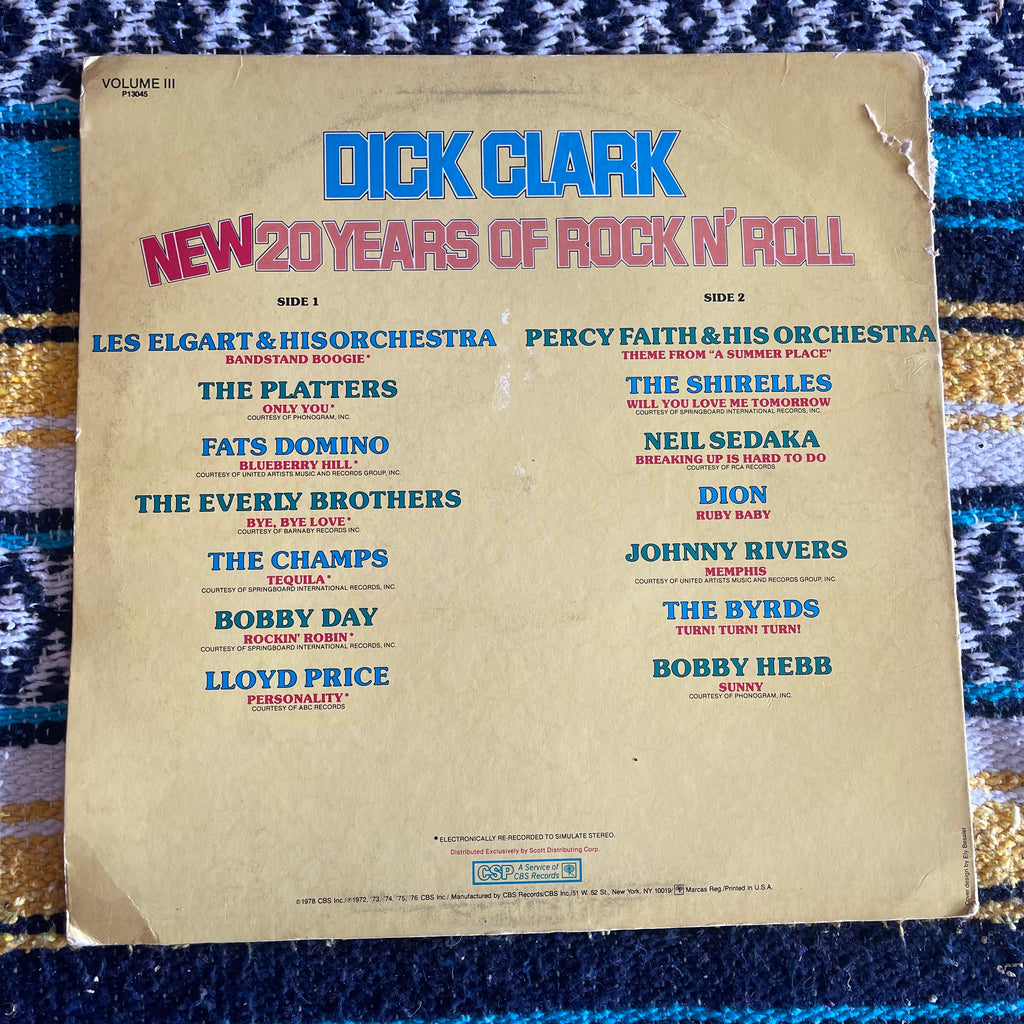 VOLUME III
P13045
DICK CLARK
NEW 20 YEARS OF ROCK N' ROLL
SIDE 1
LES ELGART & HIS ORCHESTRA
BANDSTAND BOOGIE*
THE PLATTERS
ONLY YOU*
COURTESY OF PHONOGRAM, INC.
FATS DOMINO
BLUEBERRY HILL*
COURTESY OF UNITED ARTISTS MUSIC AND RECORDS GROUP, INC.
THE EVERLY BROTHERS
BYE, BYE LOVE*
COURTESY OF BARNABY RECORDS INC.
THE CHAMPS
TEQUILA*
COURTESY OF SPRINGBOARD INTERNATIONAL RECORDS, INC.
BOBBY DAY
ROCKIN' ROBIN*
COURTESY OF SPRINGBOARD INTERNATIONAL RECORDS, INC.
LLOYD PRICE
PERSONALITY*
COURTESY OF ABC RECORDS
SIDE 2
PERCY FAITH & HIS ORCHESTRA
THEME FROM "A SUMMER PLACE"
THE SHIRELLES
WILL YOU LOVE ME TOMORROW
COURTESY OF SPRINGBOARD INTERNATIONAL RECORDS, INC.
NEIL SEDAKA
BREAKING UP IS HARD TO DO
COURTESY OF RCA RECORDS
DION
RUBY BABY
JOHNNY RIVERS
MEMPHIS
COURTESY OF UNITED ARTISTS MUSIC AND RECORDS GROUP, INC.
THE BYRDS
TURN! TURN! TURN!
BOBBY HEBB
SUNNY
COURTESY OF PHONOGRAM, INC.
* ELECTRONICALLY RE-RECORDED TO SIMULATE STEREO.
Distributed Exclusively by Scott Distributing Corp.
CSP A Service of
CBS Records
©1978 CBS Inc./℗1972, '73, '74, '75, '76 CBS Inc./ Manufactured by CBS Records/CBS Inc./51 W. 52 St., New York, NY. 10019/ Marcas Reg./Printed in U.S.A.
Cover design by Ely